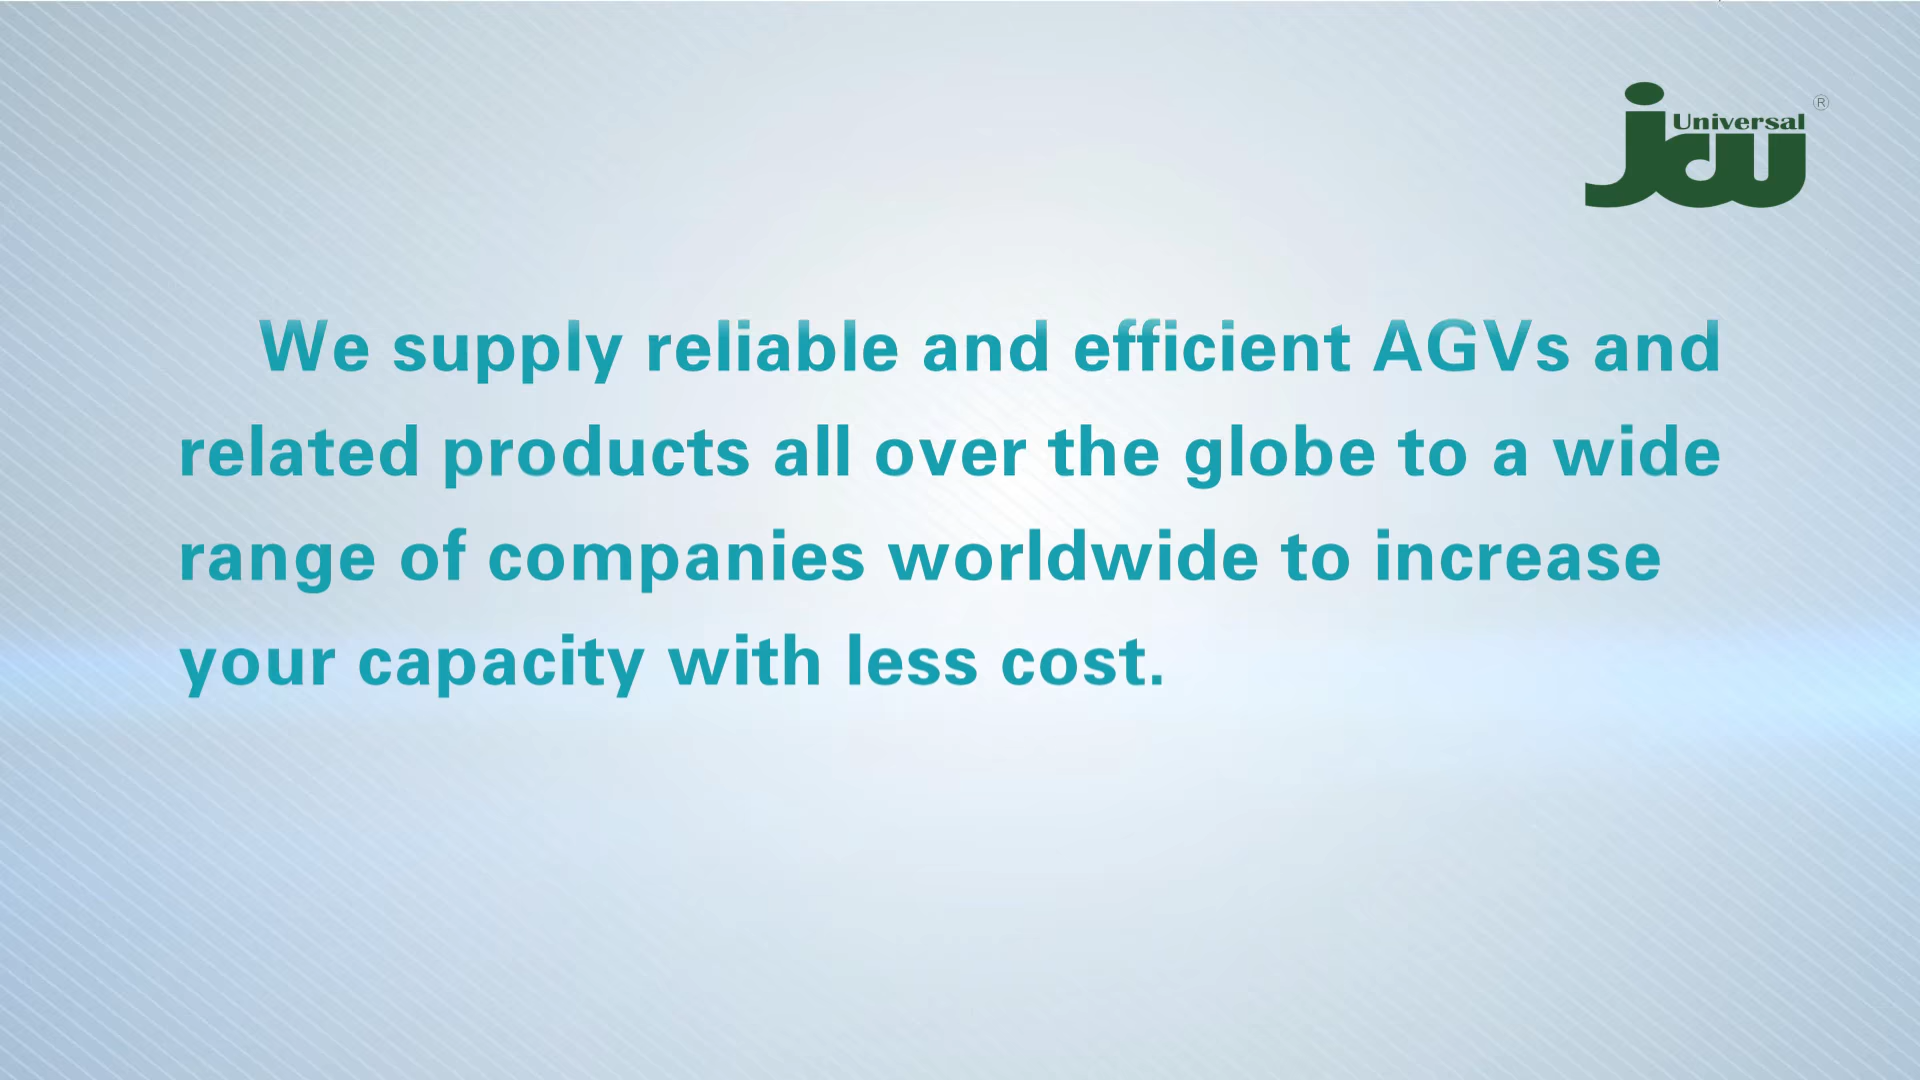 Universal
®
We supply reliable and efficient AGVs and
related products all over the globe to a wide
range of companies worldwide to increase
your capacity with less cost.